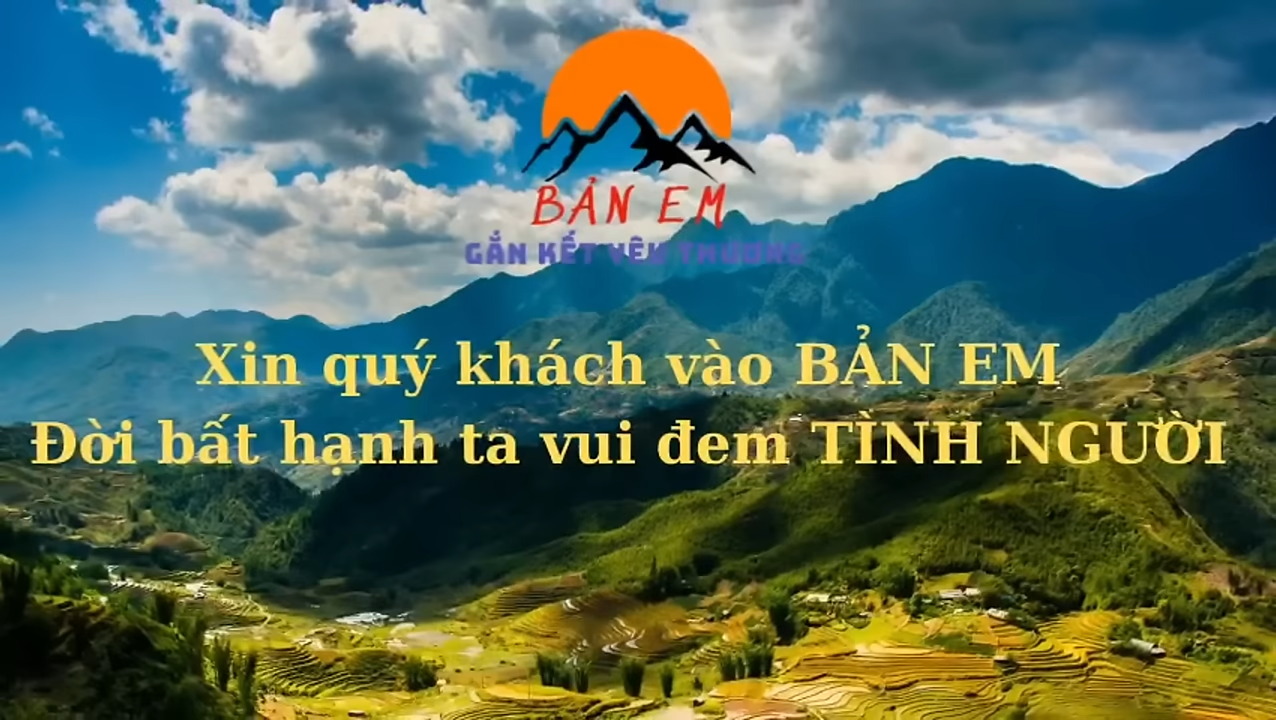 BẢN EM
GẮN KẾT YÊU THƯƠNG
Xin quý khách vào BẢN EM
Đời bất hạnh ta vui đem TÌNH NGƯỜI